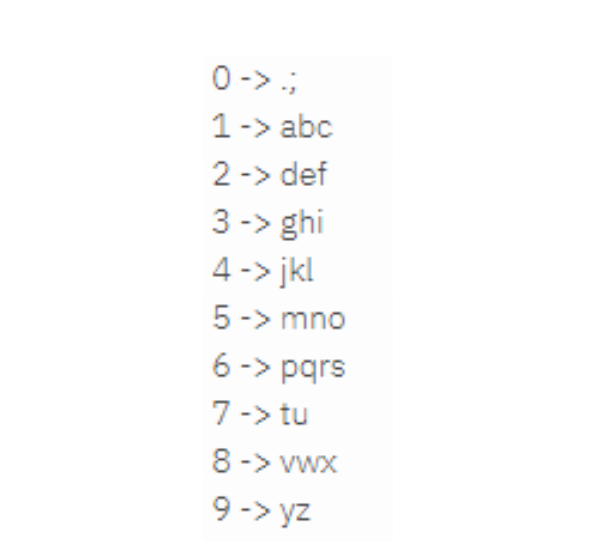 0 -> .;
1 -> abc
2 -> def
3 -> ghi
4 -> jkl
5 -> mno
6 -> pqrs
7 -> tu
8 -> vwx
9 -> yz